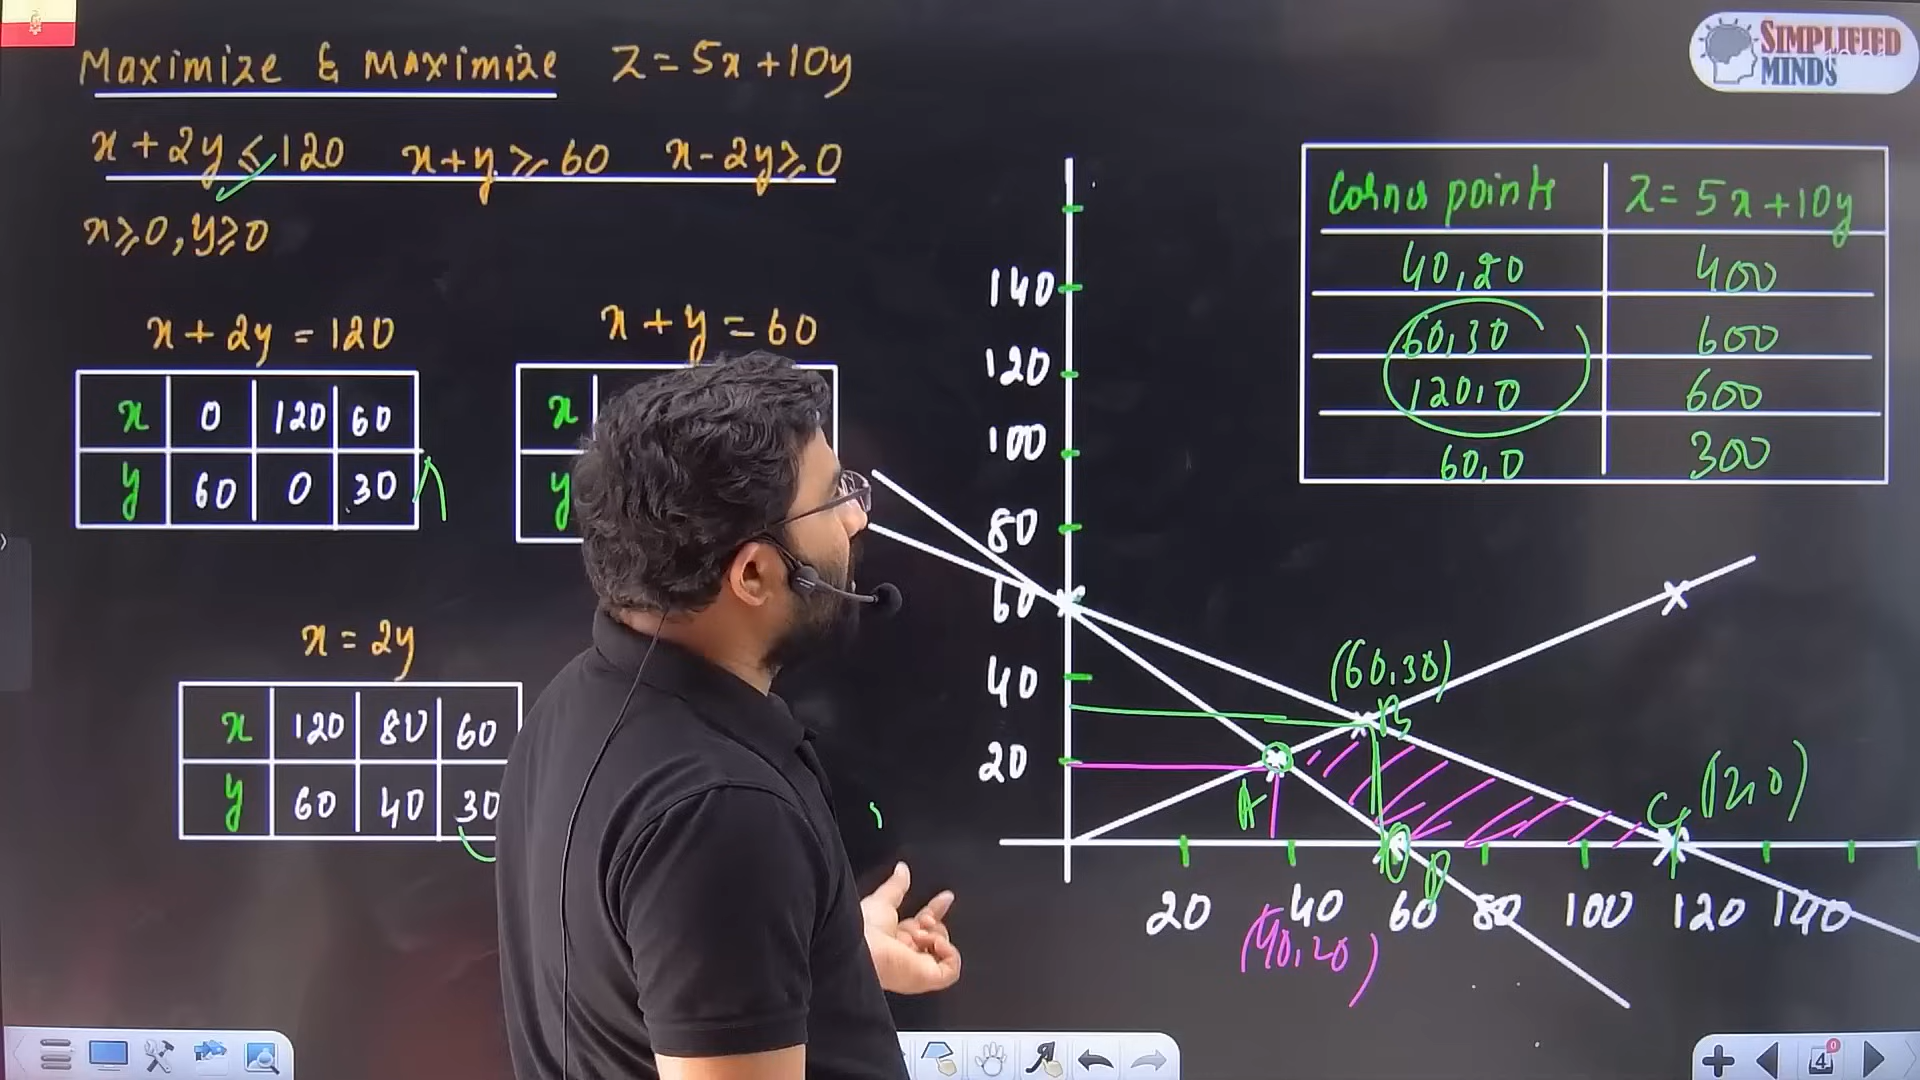 Maximize & maximize Z = 5x + 10y
x + 2y ≤ 120 x + y ≥ 60 x - 2y ≥ 0
x ≥ 0, y ≥ 0
x + 2y = 120
x 0 120 60
y 60 0 30
x + y = 60
x
y
x = 2y
x 120 80 60
y 60 40 30
SIMPLIFIED
MINDS
Corner points Z = 5x + 10y
40,20 400
60,30 600
120,0 600
60,0 300
140
120
100
80
60
40
20
(60,30)
B
A
C (120)
D
20 40 60 80 100 120 140
(40,20)
4
0